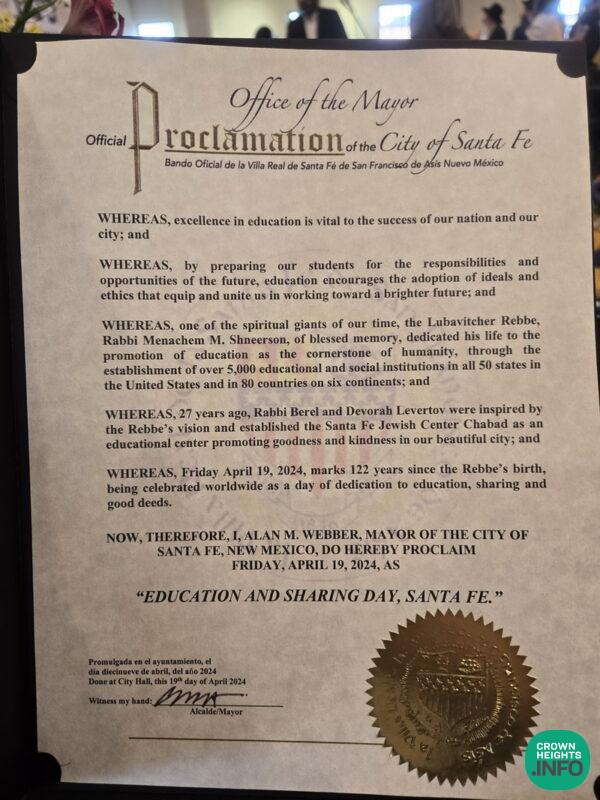 Office of the Mayor
Official Proclamation of the City of Santa Fe
Bando Oficial de la Villa Real de Santa Fé de San Francisco de Asís Nuevo México
WHEREAS, excellence in education is vital to the success of our nation and our
city; and
WHEREAS, by preparing our students for the responsibilities and
opportunities of the future, education encourages the adoption of ideals and
ethics that equip and unite us in working toward a brighter future; and
WHEREAS, one of the spiritual giants of our time, the Lubavitcher Rebbe,
Rabbi Menachem M. Shneerson, of blessed memory, dedicated his life to the
promotion of education as the cornerstone of humanity, through the
establishment of over 5,000 educational and social institutions in all 50 states in
the United States and in 80 countries on six continents; and
WHEREAS, 27 years ago, Rabbi Berel and Devorah Levertov were inspired by
the Rebbe's vision and established the Santa Fe Jewish Center Chabad as an
educational center promoting goodness and kindness in our beautiful city; and
WHEREAS, Friday April 19, 2024, marks 122 years since the Rebbe's birth,
being celebrated worldwide as a day of dedication to education, sharing and
good deeds.
NOW, THEREFORE, I, ALAN M. WEBBER, MAYOR OF THE CITY OF
SANTA FE, NEW MEXICO, DO HEREBY PROCLAIM
FRIDAY, APRIL 19, 2024, AS
"EDUCATION AND SHARING DAY, SANTA FE."
Promulgada en el ayuntamiento, el
día diecinueve de abril, del año 2024
Done at City Hall, this 19th day of April 2024
Witness my hand:
Alcalde/Mayor
CROWN
HEIGHTS
.INFO